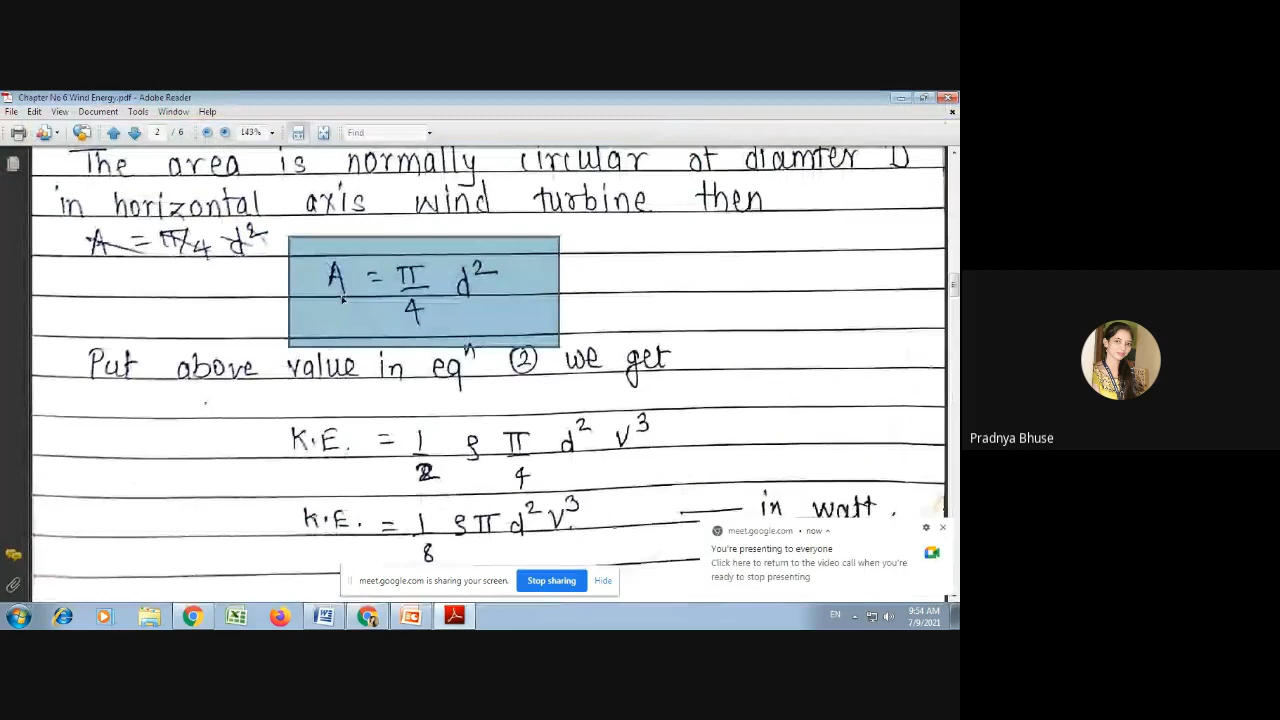 Chapter No 6 Wind Energy.pdf - Adobe Reader
File Edit View Document Tools Window Help
2 / 6 143% Find
The area is normally circular of diamter D
in horizontal axis wind turbine then
A = π/4 d²
A = π/4 d²
Put above value in eqⁿ ② we get
K.E. = 1/2 ρ π/4 d² v³
K.E. = 1/8 ρ π d² v³ —— in watt.
meet.google.com • now
You're presenting to everyone
Click here to return to the video call when you're
ready to stop presenting
meet.google.com is sharing your screen. Stop sharing Hide
EN
9:54 AM
7/9/2021
Pradnya Bhuse